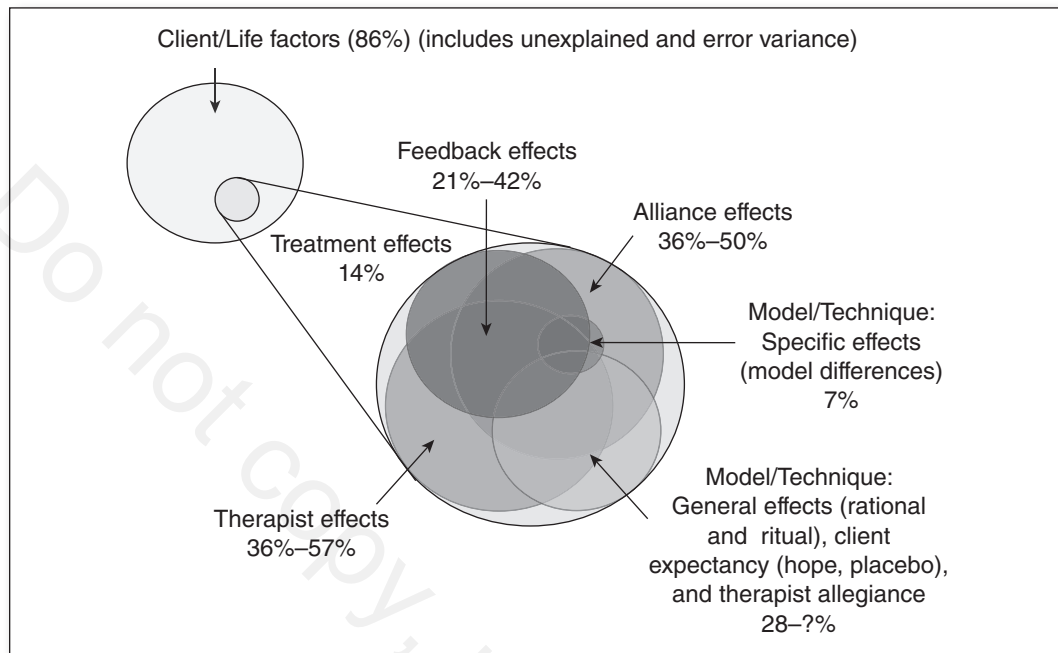 Client/Life factors (86%) (includes unexplained and error variance)
Feedback effects
21%–42%
Alliance effects
36%–50%
Treatment effects
14%
Model/Technique:
Specific effects
(model differences)
7%
Model/Technique:
General effects (rational
and ritual), client
expectancy (hope, placebo),
and therapist allegiance
28–?%
Therapist effects
36%–57%
Do not copy,